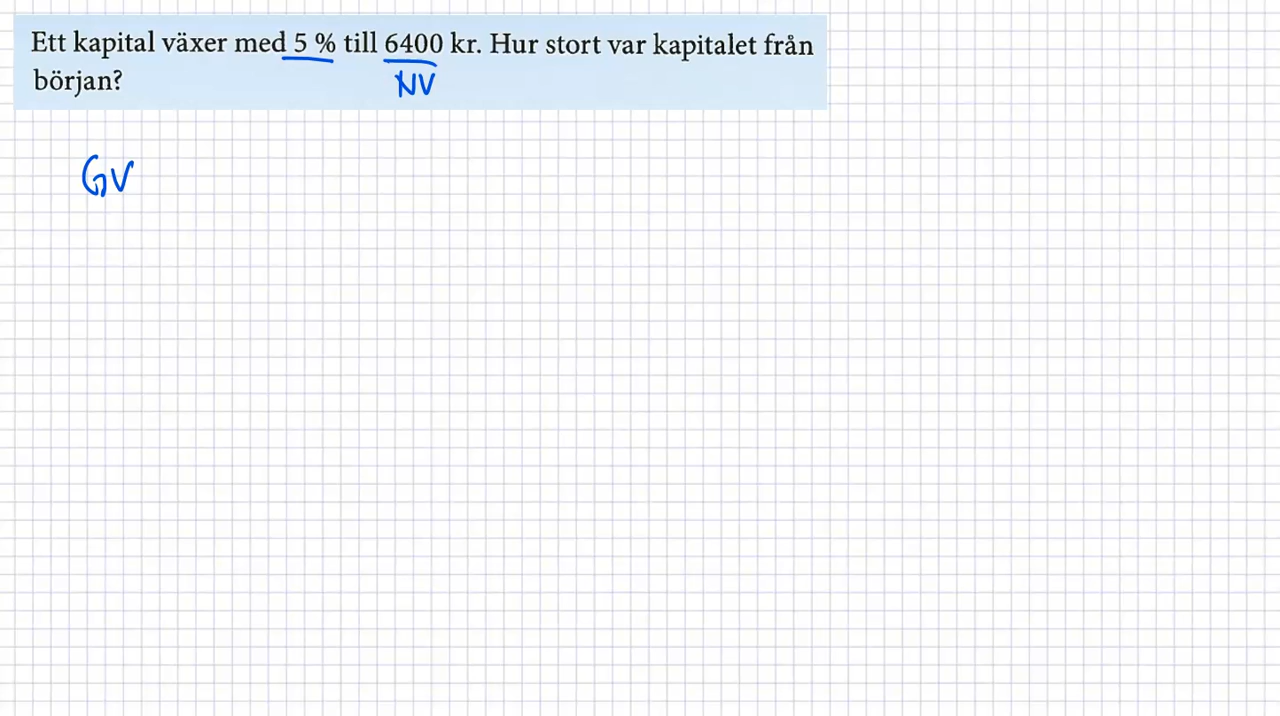 Ett kapital växer med 5 % till 6400 kr. Hur stort var kapitalet från
början?
NV
GV